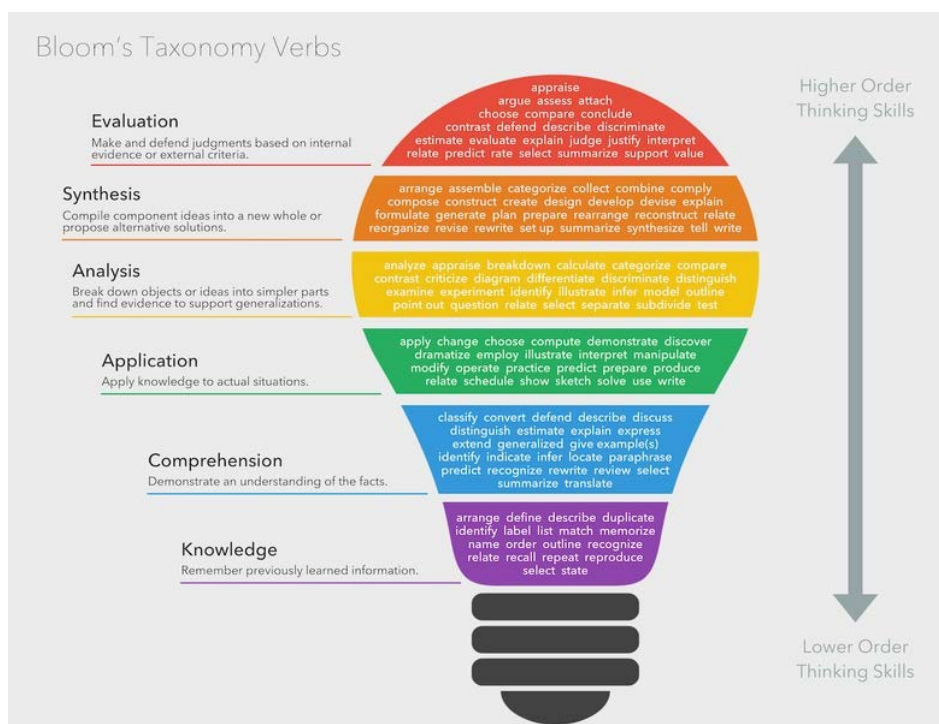 Bloom's Taxonomy Verbs
Higher Order
Thinking Skills
Evaluation
Make and defend judgments based on internal
evidence or external criteria.
appraise
argue assess attach
choose compare conclude
contrast defend describe discriminate
estimate evaluate explain judge justify interpret
relate predict rate select summarize support value
Synthesis
Compile component ideas into a new whole or
propose alternative solutions.
arrange assemble categorize collect combine comply
compose construct create design develop devise explain
formulate generate plan prepare rearrange reconstruct relate
reorganize revise rewrite set up summarize synthesize tell write
Analysis
Break down objects or ideas into simpler parts
and find evidence to support generalizations.
analyze appraise breakdown calculate categorize compare
contrast criticize diagram differentiate discriminate distinguish
examine experiment identify illustrate infer model outline
point out question relate select separate subdivide test
Application
Apply knowledge to actual situations.
apply change choose compute demonstrate discover
dramatize employ illustrate interpret manipulate
modify operate practice predict prepare produce
relate schedule show sketch solve use write
Comprehension
Demonstrate an understanding of the facts.
classify convert defend describe discuss
distinguish estimate explain express
extend generalized give example(s)
identify indicate infer locate paraphrase
predict recognize rewrite review select
summarize translate
Knowledge
Remember previously learned information.
arrange define describe duplicate
identify label list match memorize
name order outline recognize
relate recall repeat reproduce
select state
Lower Order
Thinking Skills